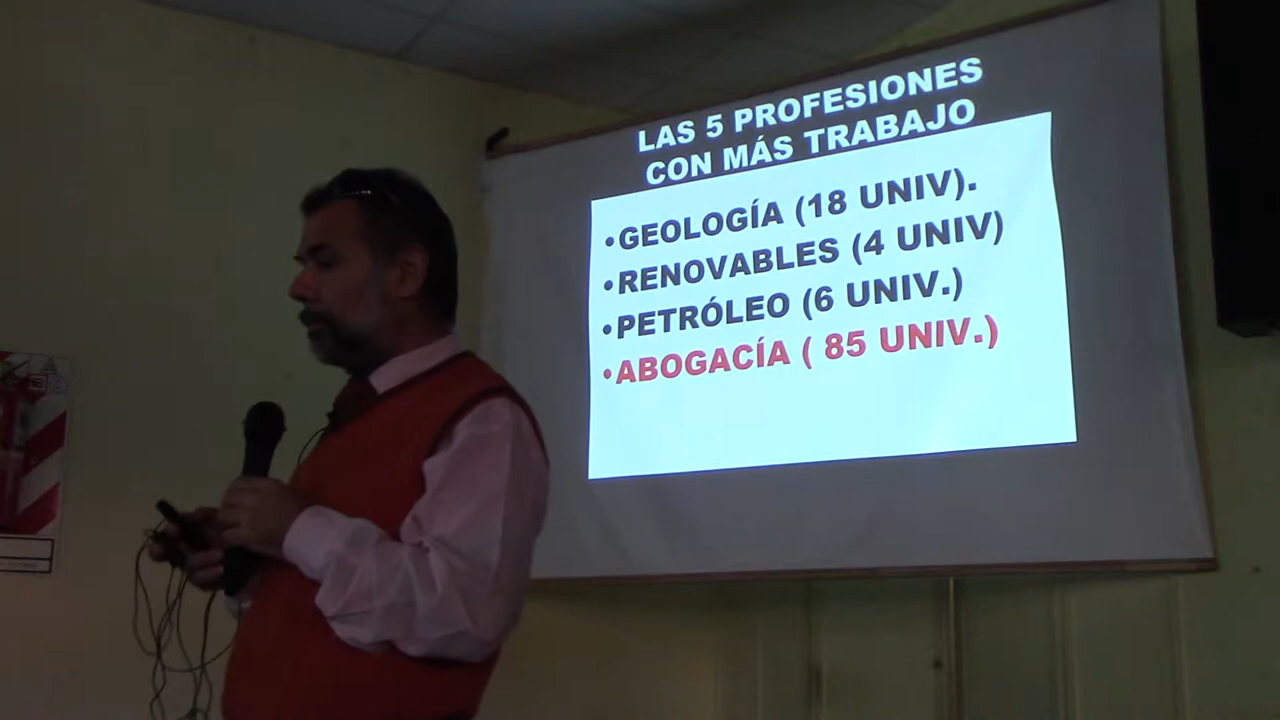 LAS 5 PROFESIONES
CON MÁS TRABAJO
•GEOLOGÍA (18 UNIV).
•RENOVABLES (4 UNIV)
•PETRÓLEO (6 UNIV.)
•ABOGACÍA ( 85 UNIV.)